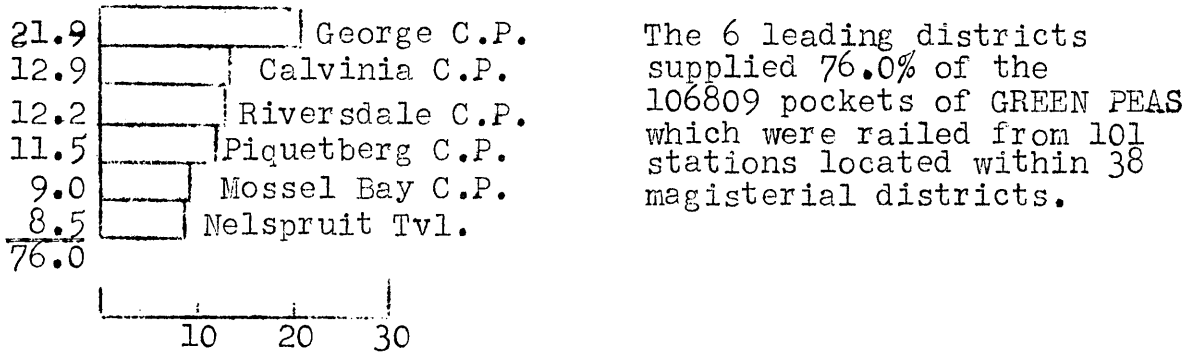 21.9 George C.P.
12.9 Calvinia C.P.
12.2 Riversdale C.P.
11.5 Piquetberg C.P.
9.0 Mossel Bay C.P.
8.5 Nelspruit Tvl.
76.0
10 20 30
The 6 leading districts
supplied 76.0% of the
106809 pockets of GREEN PEAS
which were railed from 101
stations located within 38
magisterial districts.